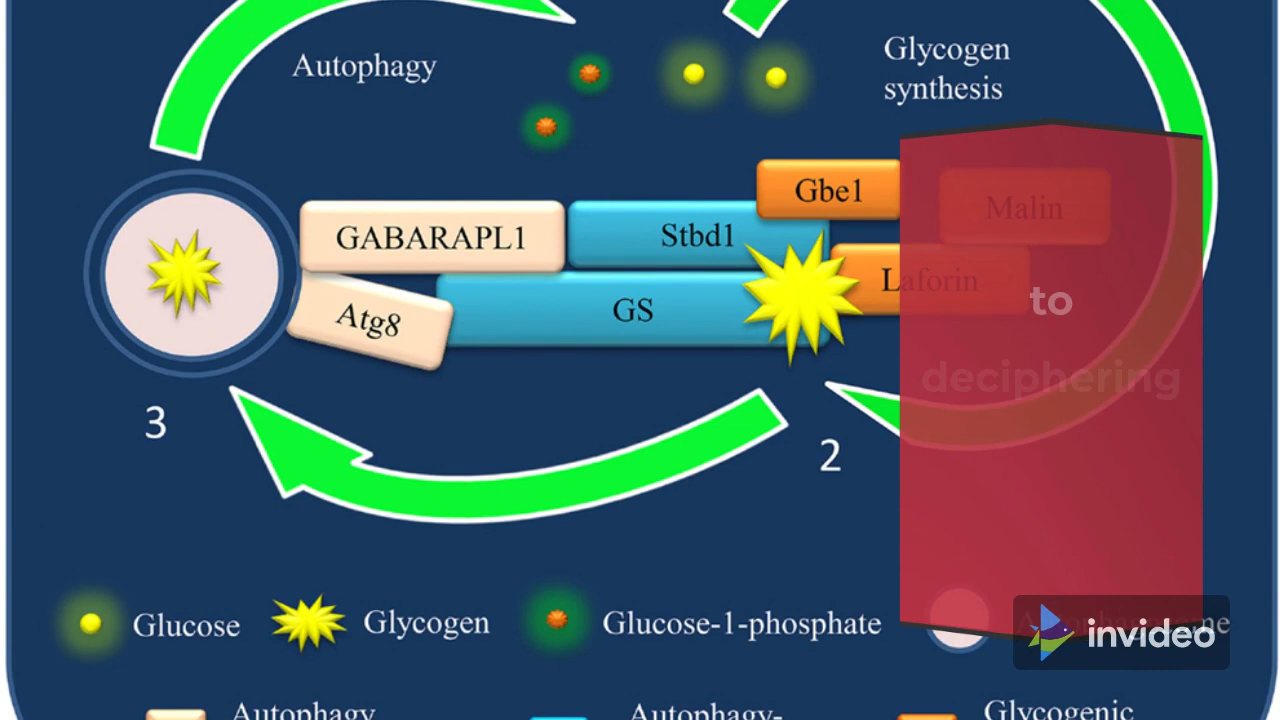 Autophagy
Glycogen
synthesis
Gbe1
Malin
GABARAPL1
Stbd1
Laforin
Atg8
GS
to
deciphering
3
2
Glucose
Glycogen
Glucose-1-phosphate
invideo
Autophagy
Autophagy-
Glycogenic